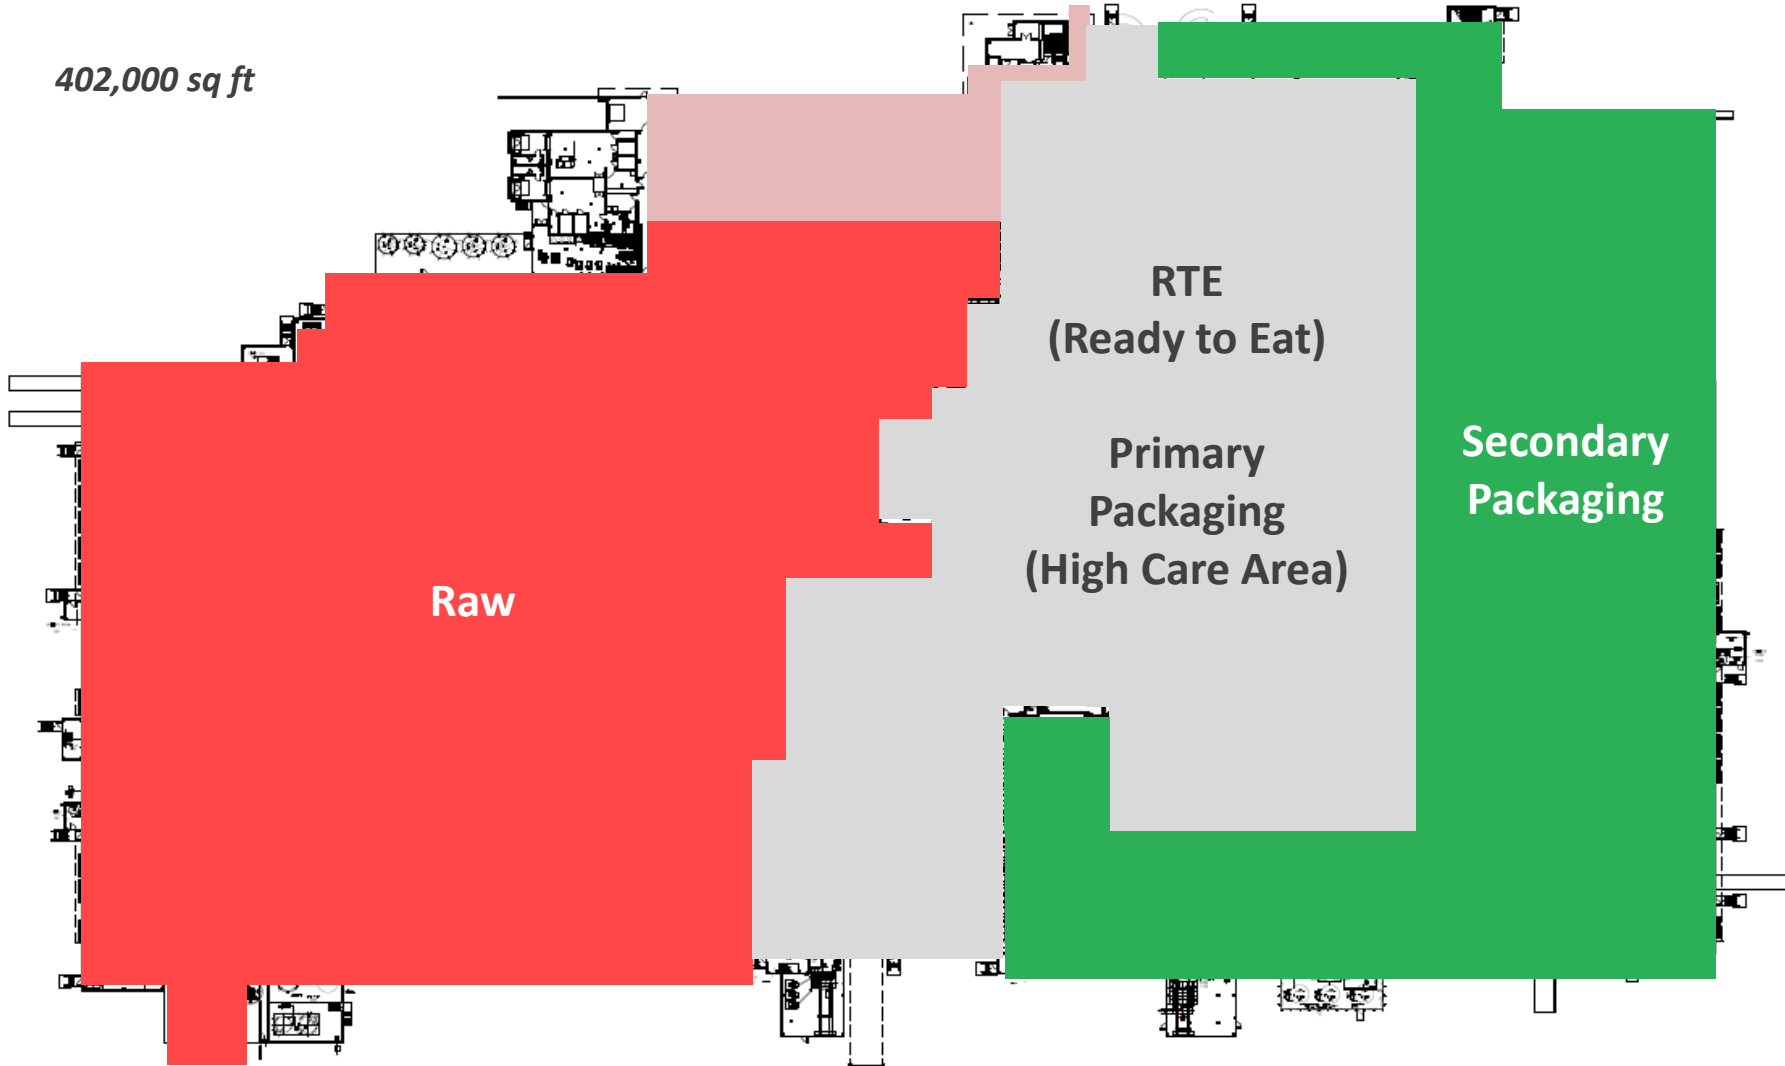 402,000 sq ft
RTE
(Ready to Eat)
Primary
Packaging
(High Care Area)
Secondary
Packaging
Raw